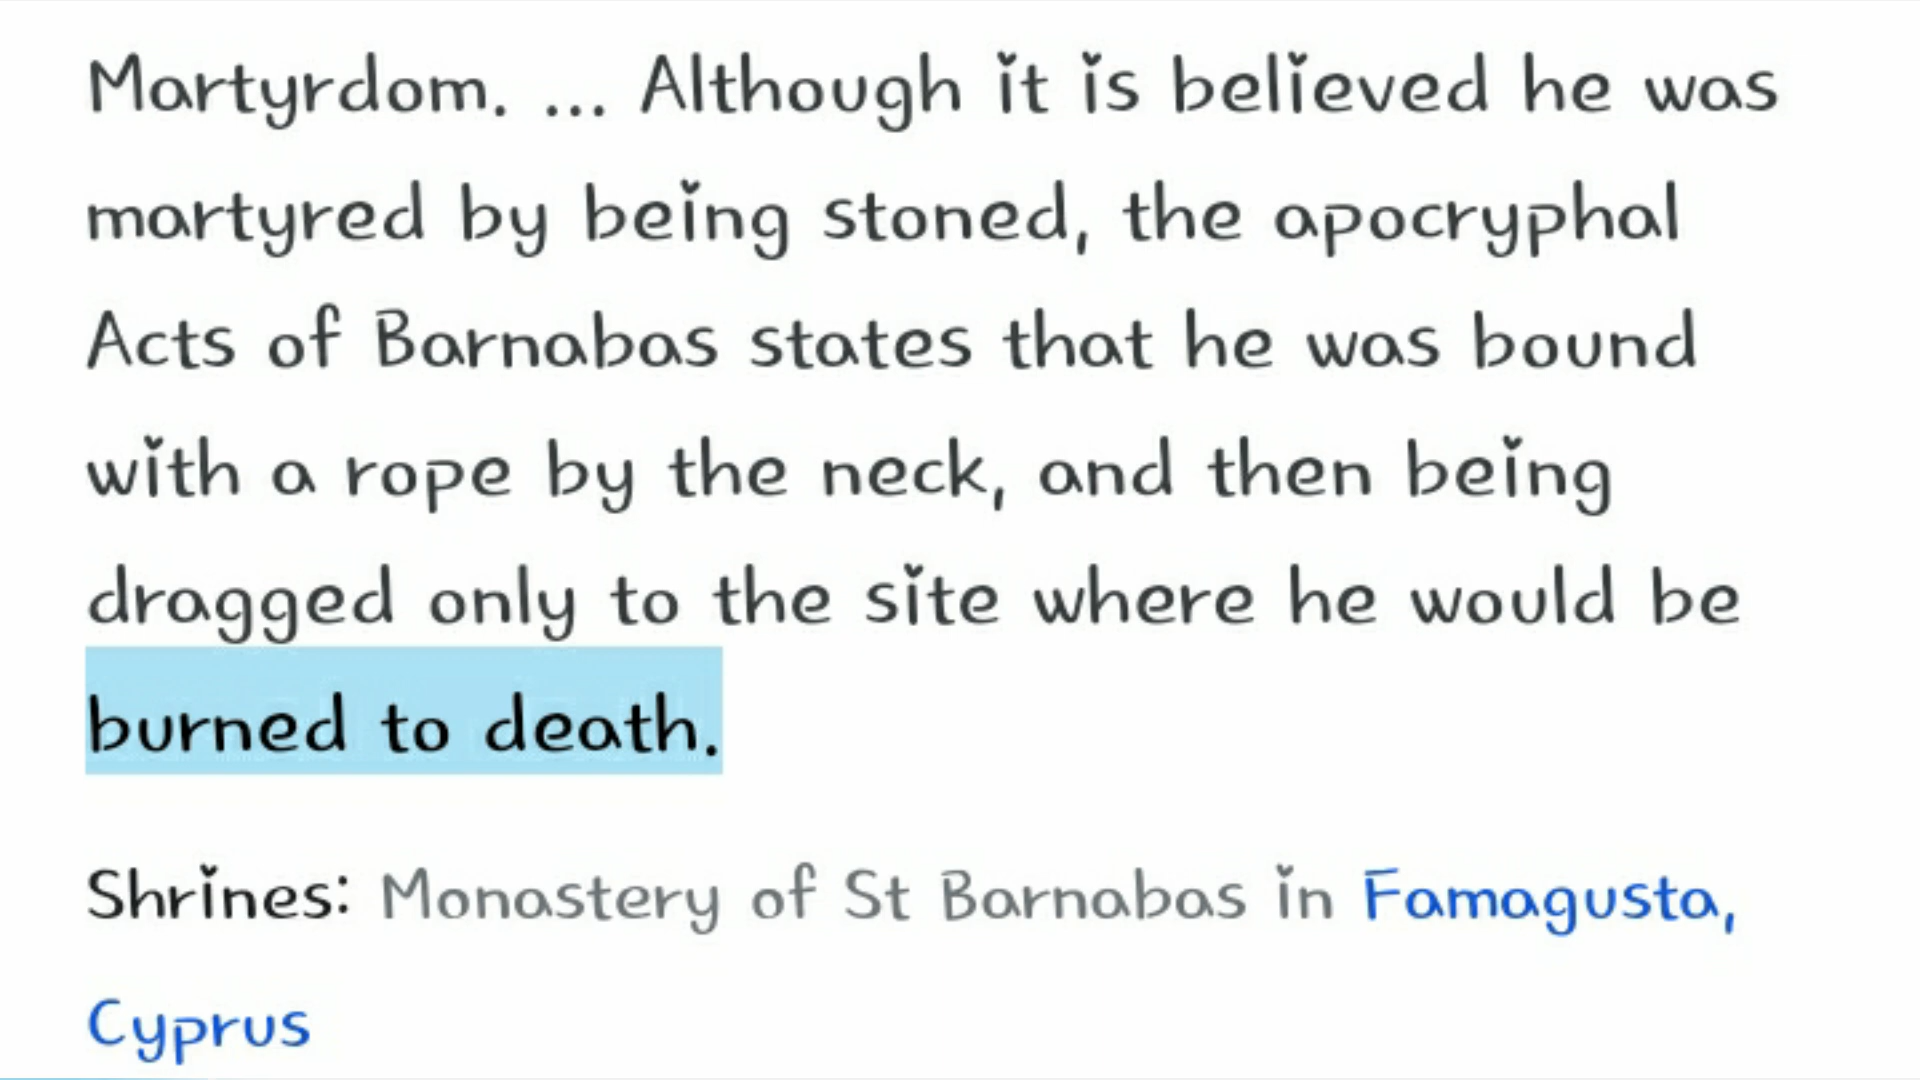 Martyrdom. ... Although it is believed he was
martyred by being stoned, the apocryphal
Acts of Barnabas states that he was bound
with a rope by the neck, and then being
dragged only to the site where he would be
burned to death.
Shrines: Monastery of St Barnabas in Famagusta,
Cyprus